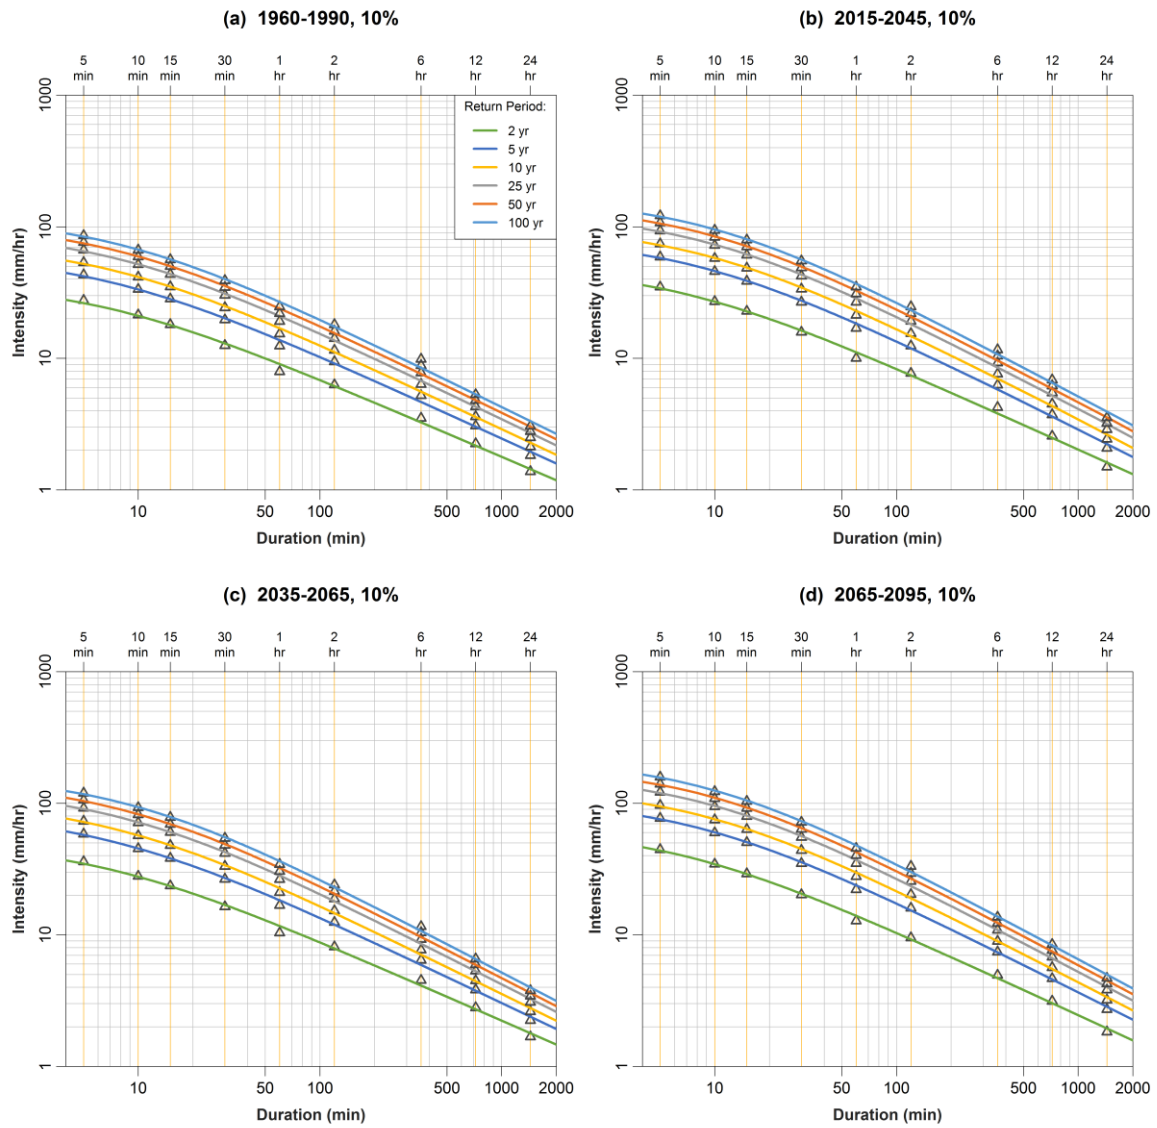 (a) 1960-1990, 10%
5 10 15 30 1 2 6 12 24
min min min min hr hr hr hr hr
1000
100
10
1
Intensity (mm/hr)
Return Period:
2 yr
5 yr
10 yr
25 yr
50 yr
100 yr
10 50 100 500 1000 2000
Duration (min)
(b) 2015-2045, 10%
5 10 15 30 1 2 6 12 24
min min min min hr hr hr hr hr
1000
100
10
1
Intensity (mm/hr)
10 50 100 500 1000 2000
Duration (min)
(c) 2035-2065, 10%
5 10 15 30 1 2 6 12 24
min min min min hr hr hr hr hr
1000
100
10
1
Intensity (mm/hr)
10 50 100 500 1000 2000
Duration (min)
(d) 2065-2095, 10%
5 10 15 30 1 2 6 12 24
min min min min hr hr hr hr hr
1000
100
10
1
Intensity (mm/hr)
10 50 100 500 1000 2000
Duration (min)